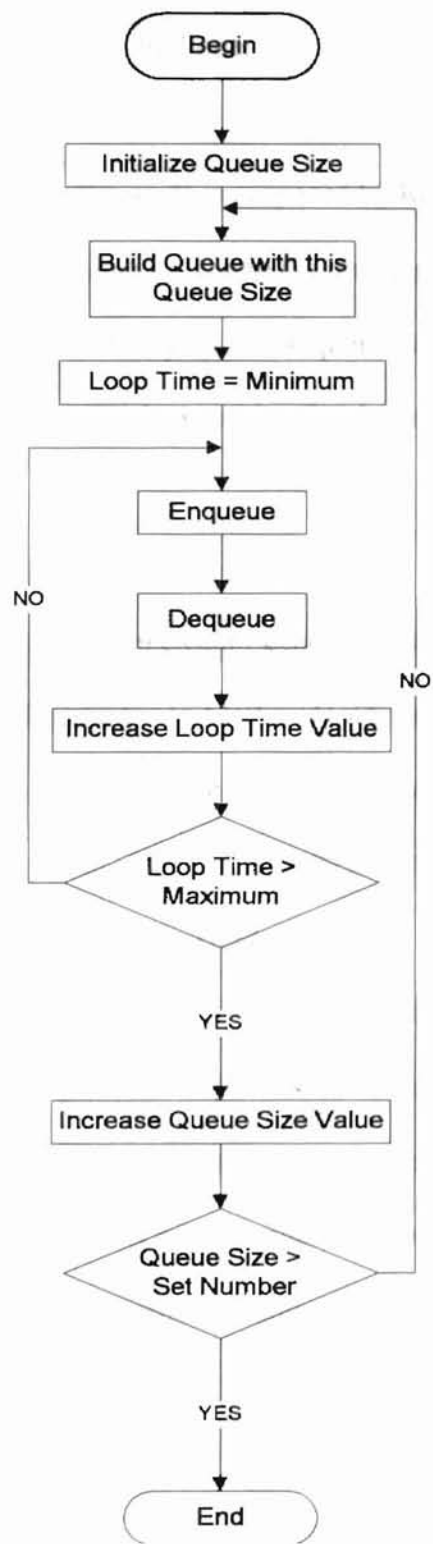 Begin
Initialize Queue Size
Build Queue with this
Queue Size
Loop Time = Minimum
Enqueue
NO
Dequeue
NO
Increase Loop Time Value
Loop Time >
Maximum
YES
Increase Queue Size Value
Queue Size >
Set Number
YES
End